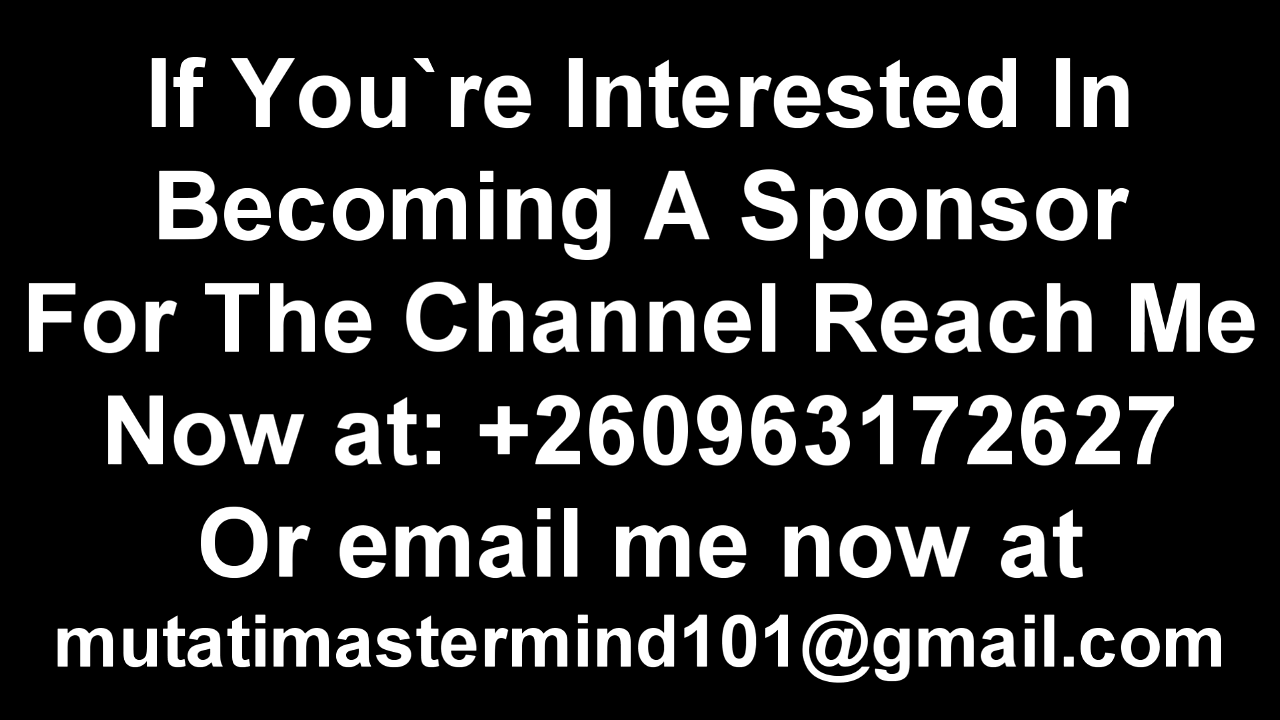 If You`re Interested In
Becoming A Sponsor
For The Channel Reach Me
Now at: +260963172627
Or email me now at
mutatimastermind101@gmail.com